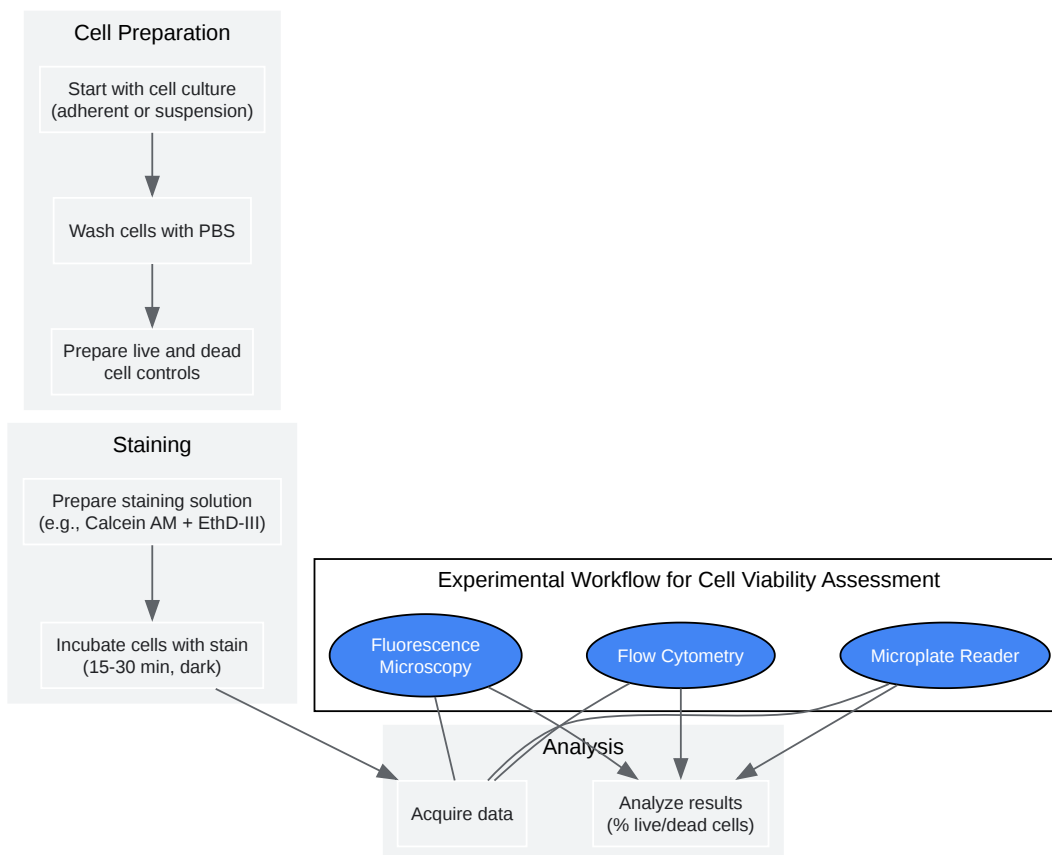 Cell Preparation
Start with cell culture
(adherent or suspension)
Wash cells with PBS
Prepare live and dead
cell controls
Staining
Prepare staining solution
(e.g., Calcein AM + EthD-III)
Incubate cells with stain
(15-30 min, dark)
Experimental Workflow for Cell Viability Assessment
Fluorescence
Microscopy
Flow Cytometry
Microplate Reader
Analysis
Acquire data
Analyze results
(% live/dead cells)